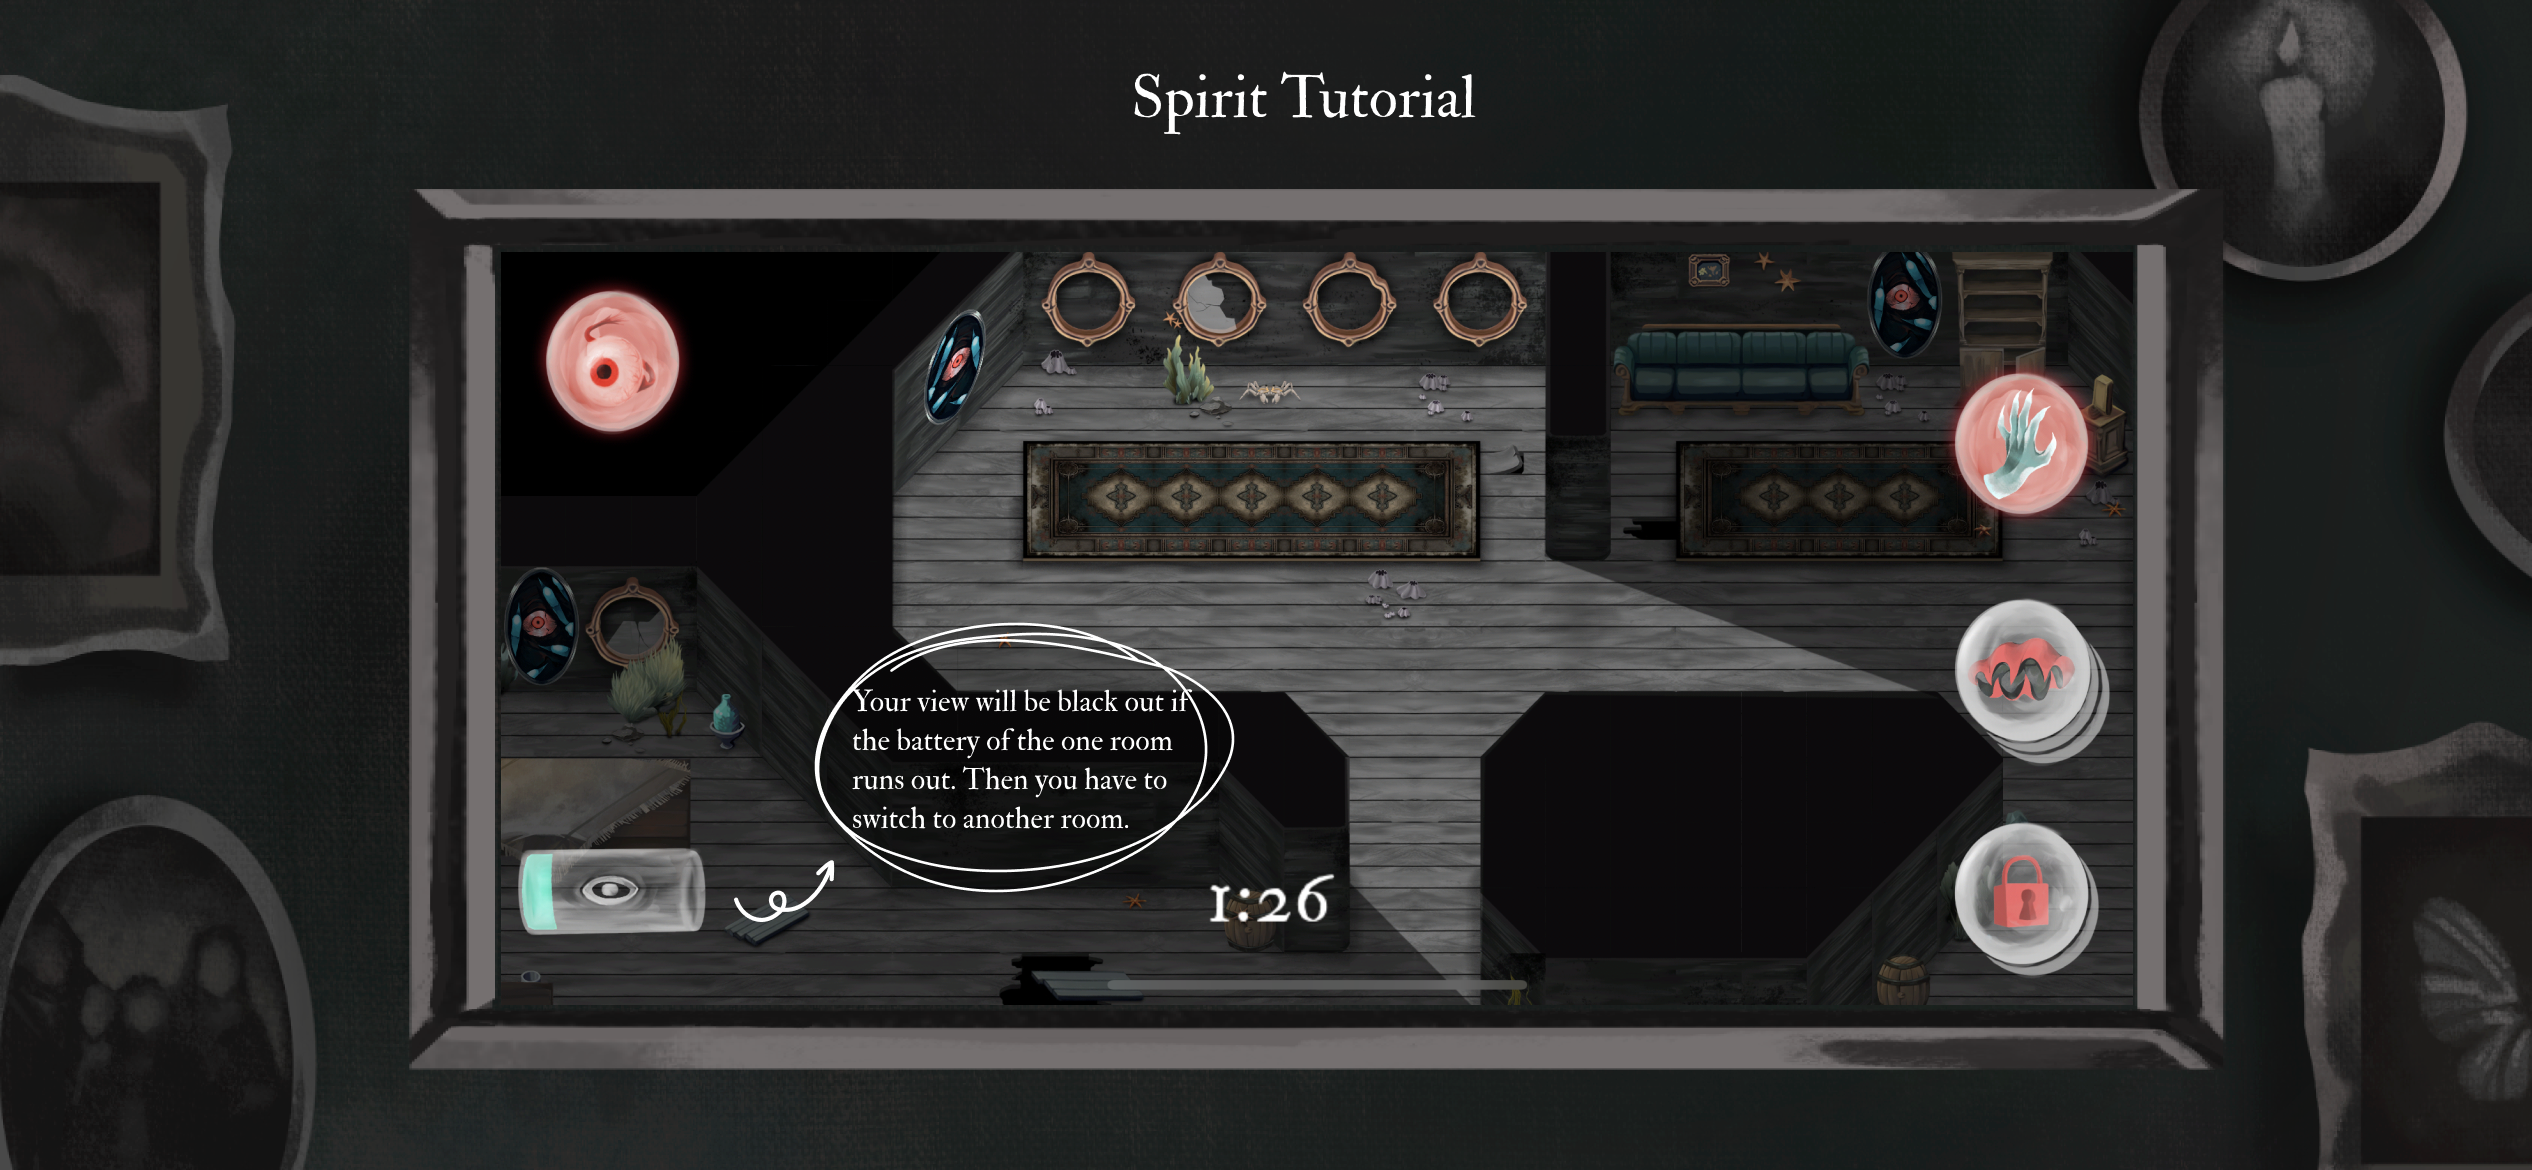 Spirit Tutorial
Your view will be black out if
the battery of the one room
runs out. Then you have to
switch to another room.
1:26